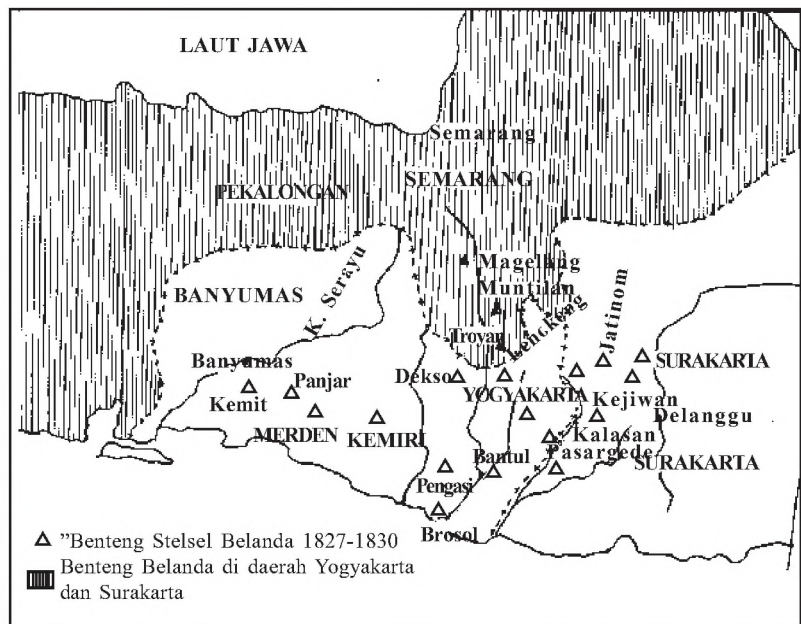 LAUT JAWA
Semarang
PEKALONGAN
SEMARANG
K. Serayu
Magelang
Muntilan
BANYUMAS
Troyan
Lengkong
Jatinom
Banyumas
SURAKARTA
Dekso
Panjar
YOGYAKARTA
Kemit
Kejiwan
MERDEN
KEMIRI
Delanggu
Kalasan
Bantul
Pasargede
Pengasi
SURAKARTA
Brosol
"Benteng Stelsel Belanda 1827-1830
Benteng Belanda di daerah Yogyakarta
dan Surakarta